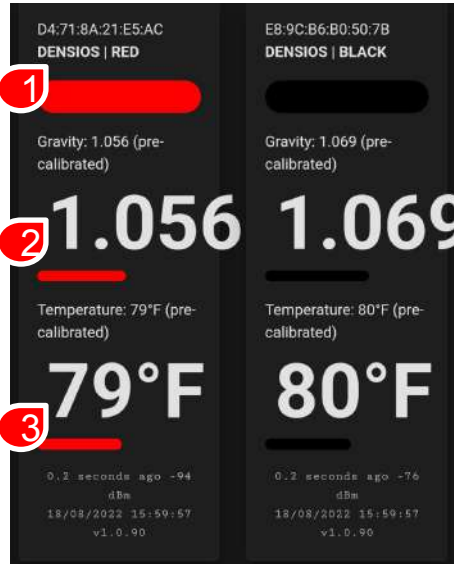 D4:71:8A:21:E5:AC
DENSIOS | RED
1
Gravity: 1.056 (pre-
calibrated)
2
1.056
Temperature: 79°F (pre-
calibrated)
79°F
3
0.2 seconds ago -94
dBm
18/08/2022 15:59:57
v1.0.90
E8:9C:B6:B0:50:7B
DENSIOS | BLACK
Gravity: 1.069 (pre-
calibrated)
1.069
Temperature: 80°F (pre-
calibrated)
80°F
0.2 seconds ago -76
dBm
18/08/2022 15:59:57
v1.0.90